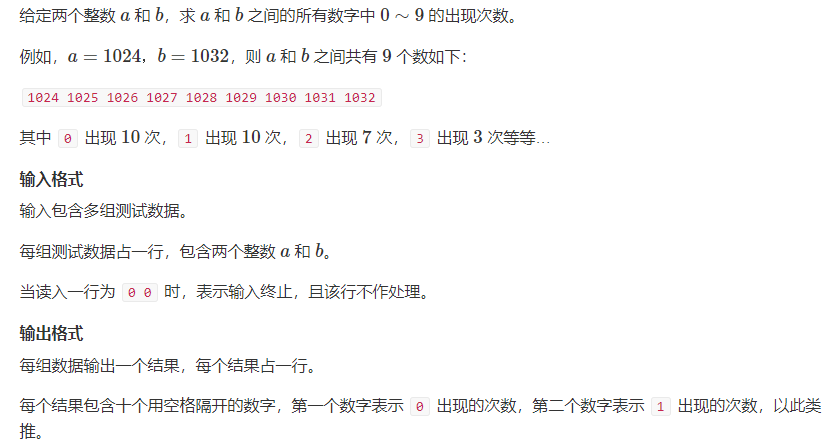 给定两个整数 a 和 b，求 a 和 b 之间的所有数字中 0 ∼ 9 的出现次数。
例如，a = 1024，b = 1032，则 a 和 b 之间共有 9 个数如下：
1024 1025 1026 1027 1028 1029 1030 1031 1032
其中 0 出现 10 次， 1 出现 10 次， 2 出现 7 次， 3 出现 3 次等等…
输入格式
输入包含多组测试数据。
每组测试数据占一行，包含两个整数 a 和 b。
当读入一行为 0 0 时，表示输入终止，且该行不作处理。
输出格式
每组数据输出一个结果，每个结果占一行。
每个结果包含十个用空格隔开的数字，第一个数字表示 0 出现的次数，第二个数字表示 1 出现的次数，以此类
推。